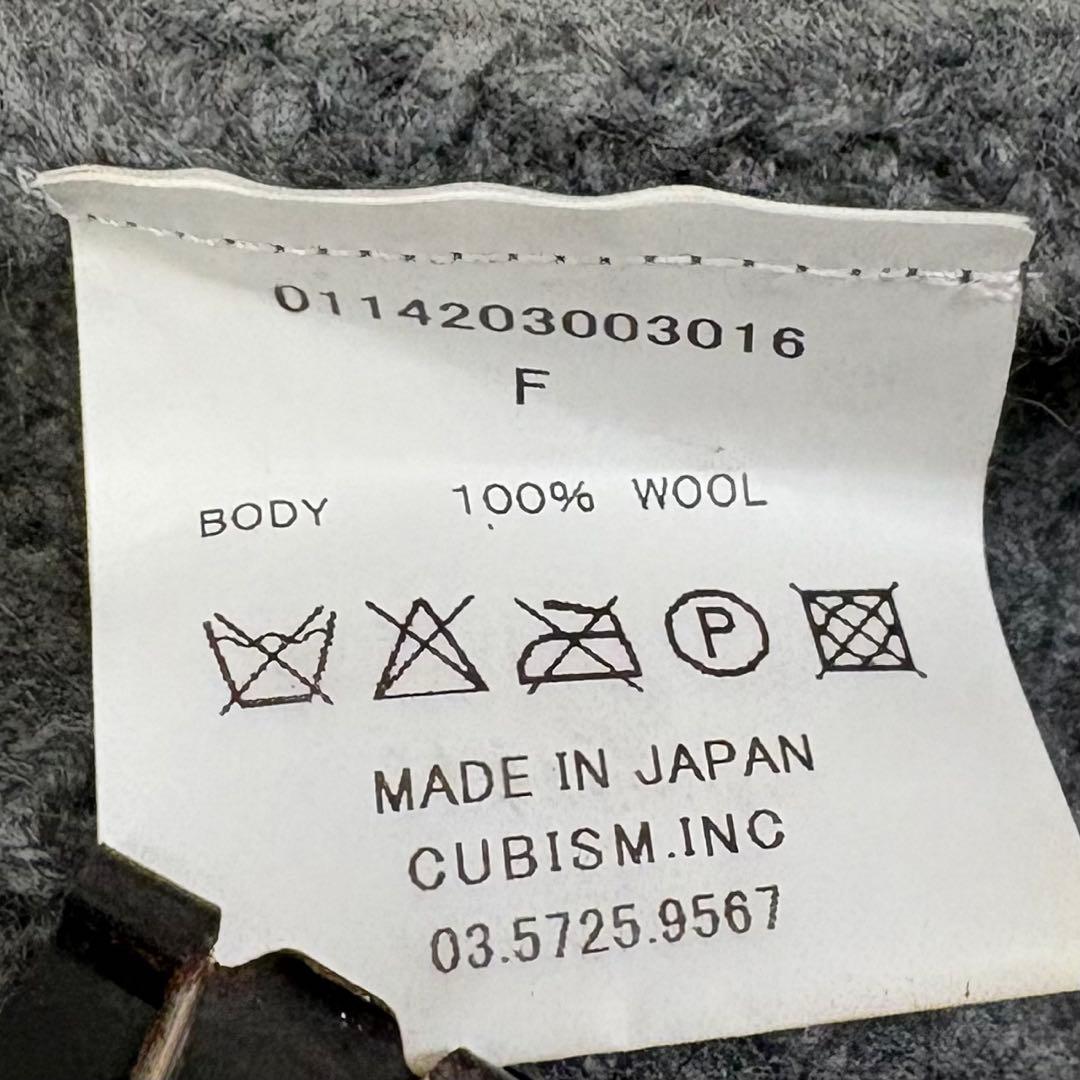 0114203003016
F
BODY 100% WOOL
P
MADE IN JAPAN
CUBISM.INC
03.5725.9567